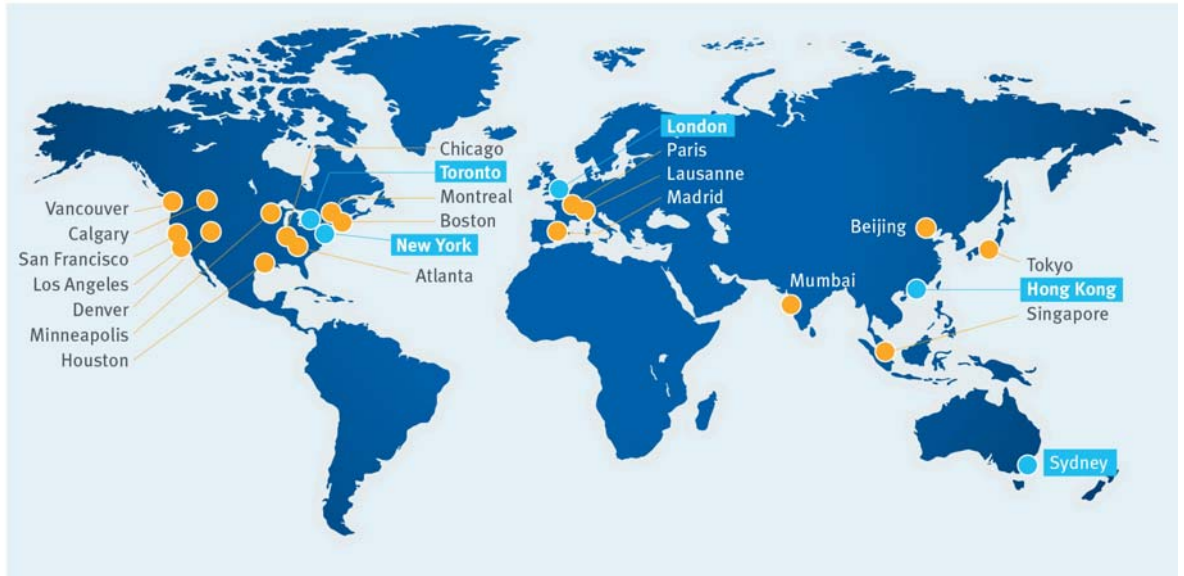 Chicago
Toronto
Montreal
Boston
New York
Atlanta
Vancouver
Calgary
San Francisco
Los Angeles
Denver
Minneapolis
Houston
London
Paris
Lausanne
Madrid
Beijing
Tokyo
Mumbai
Hong Kong
Singapore
Sydney